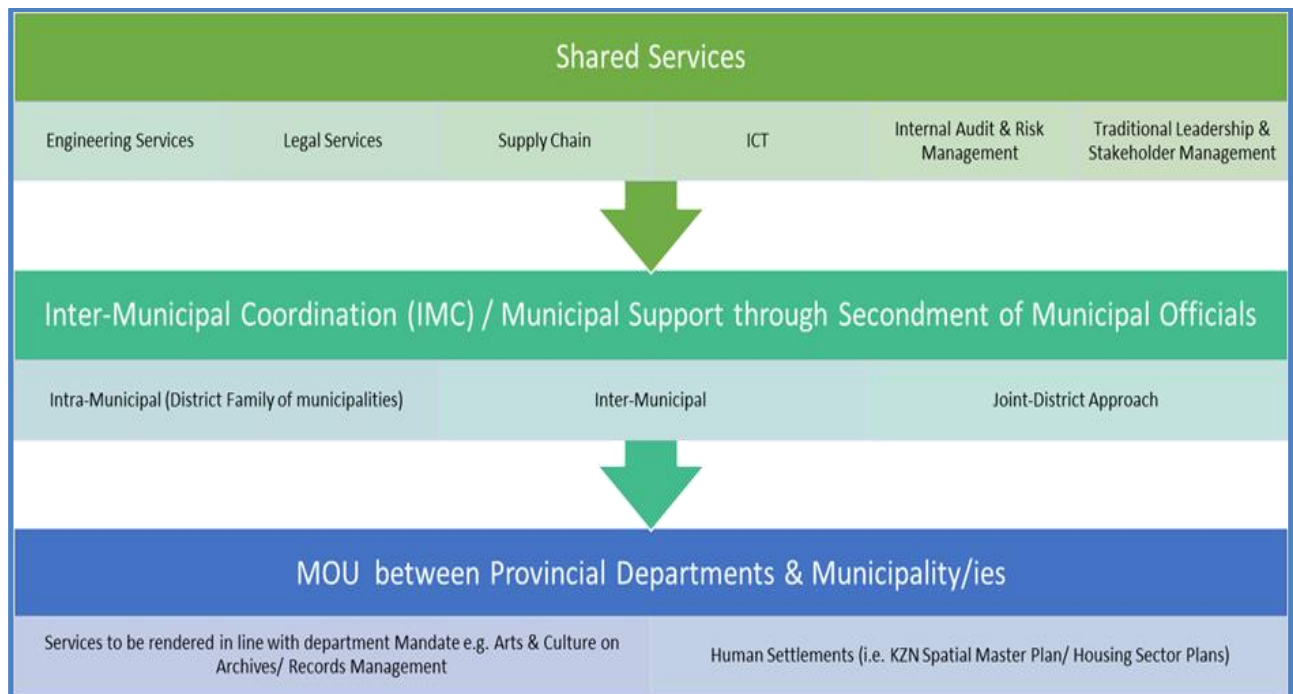 Shared Services
Engineering Services
Legal Services
Supply Chain
ICT
Internal Audit & Risk
Management
Traditional Leadership &
Stakeholder Management
Inter-Municipal Coordination (IMC) / Municipal Support through Secondment of Municipal Officials
Intra-Municipal (District Family of municipalities)
Inter-Municipal
Joint-District Approach
MOU between Provincial Departments & Municipality/ies
Services to be rendered in line with department Mandate e.g. Arts & Culture on
Archives/ Records Management
Human Settlements (i.e. KZN Spatial Master Plan/ Housing Sector Plans)